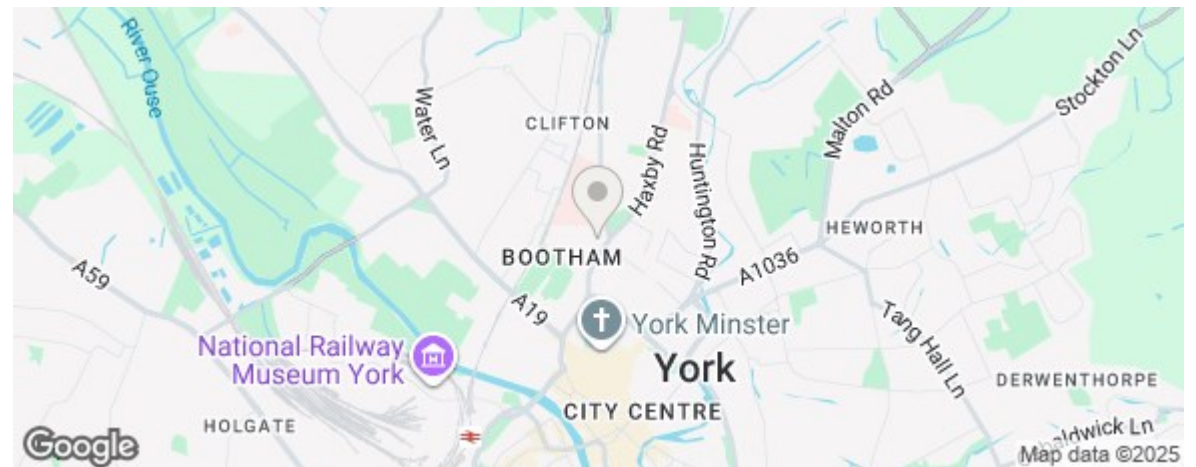 River Ouse
Water Ln
CLIFTON
Haxby Rd
Huntington Rd
Malton Rd
Stockton Ln
HEWORTH
BOOTHAM
A1036
A59
A19
York Minster
National Railway
Museum York
York
Tang Hall Ln
DERWENTHORPE
CITY CENTRE
HOLGATE
Google
Map data ©2025